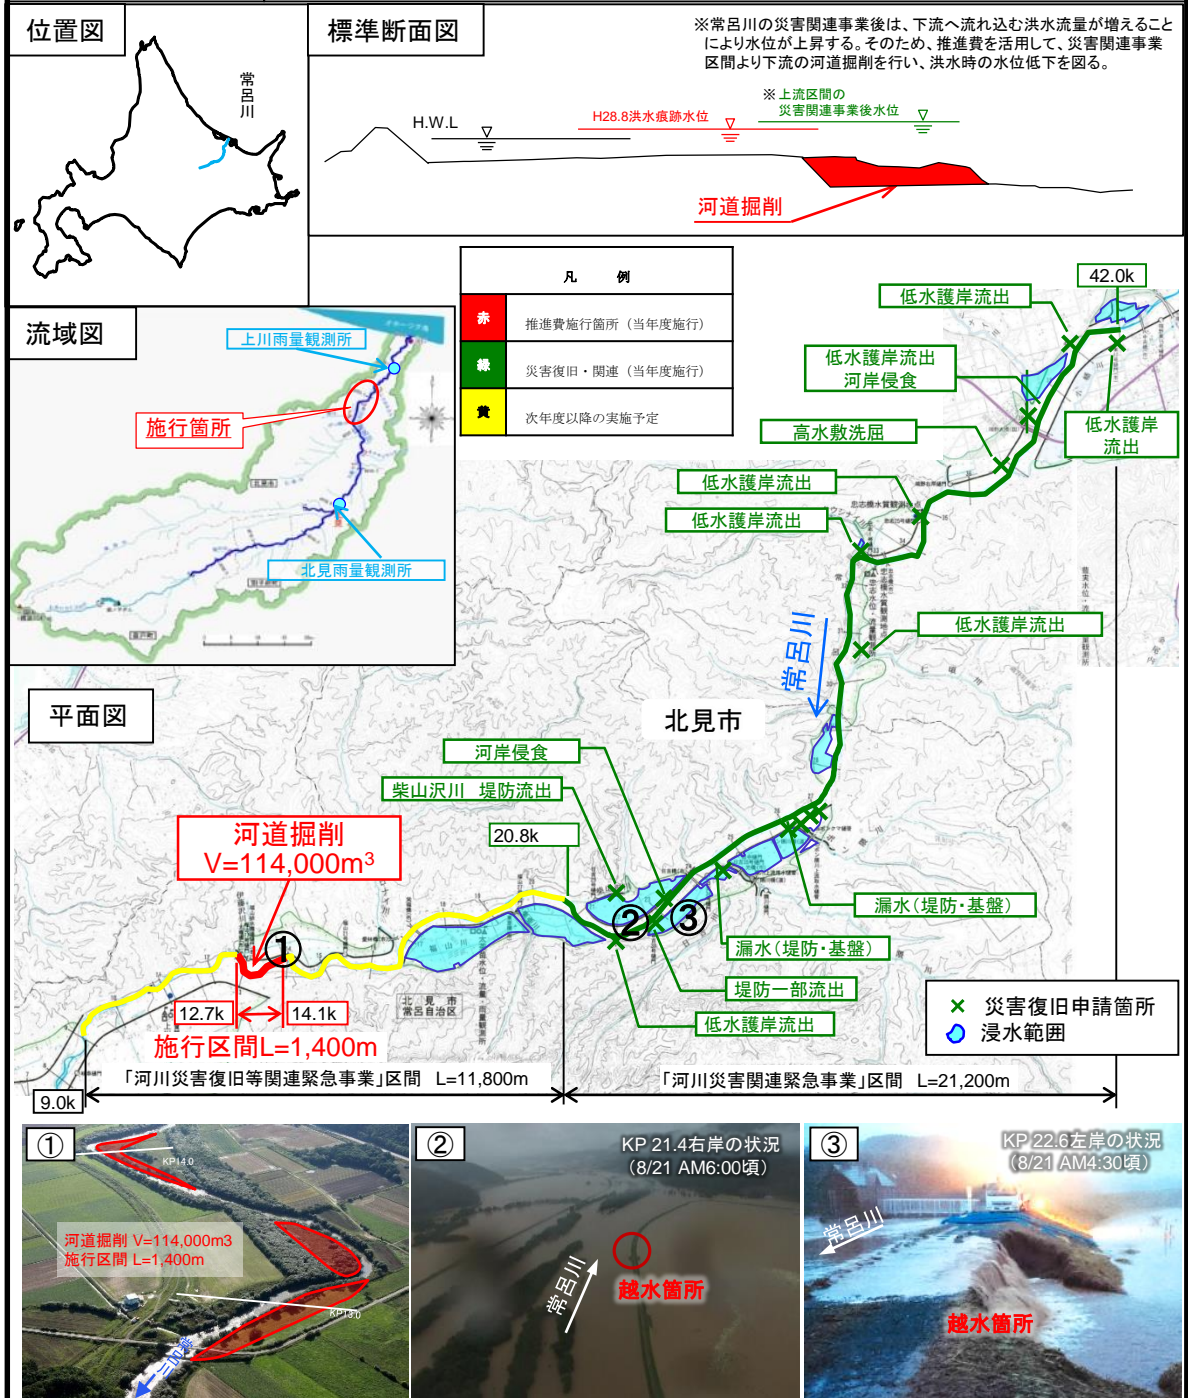 位置図
常呂川
標準断面図
※常呂川の災害関連事業後は、下流へ流れ込む洪水流量が増えること
により水位が上昇する。そのため、推進費を活用して、災害関連事業
区間より下流の河道掘削を行い、洪水時の水位低下を図る。
※上流区間の
災害関連事業後水位
H28.8洪水痕跡水位
H.W.L
河道掘削
流域図
上川雨量観測所
施行箇所
北見雨量観測所
凡 例
赤 推進費施行箇所（当年度施行）
緑 災害復旧・関連（当年度施行）
黄 次年度以降の実施予定
42.0k
低水護岸流出
低水護岸流出
河岸侵食
低水護岸
流出
高水敷洗屈
低水護岸流出
低水護岸流出
低水護岸流出
常呂川
平面図
北見市
河岸侵食
柴山沢川 堤防流出
20.8k
河道掘削
V=114,000m³
①
②
③
漏水（堤防・基盤）
漏水（堤防・基盤）
堤防一部流出
低水護岸流出
北見市
常呂自治区
12.7k
14.1k
施行区間L=1,400m
災害復旧申請箇所
浸水範囲
「河川災害復旧等関連緊急事業」区間 L=11,800m
「河川災害関連緊急事業」区間 L=21,200m
9.0k
①
KP14.0
河道掘削 V=114,000m3
施行区間 L=1,400m
KP13.0
常呂川
②
KP 21.4右岸の状況
（8/21 AM6:00頃）
越水箇所
常呂川
③
KP 22.6左岸の状況
（8/21 AM4:30頃）
常呂川
越水箇所